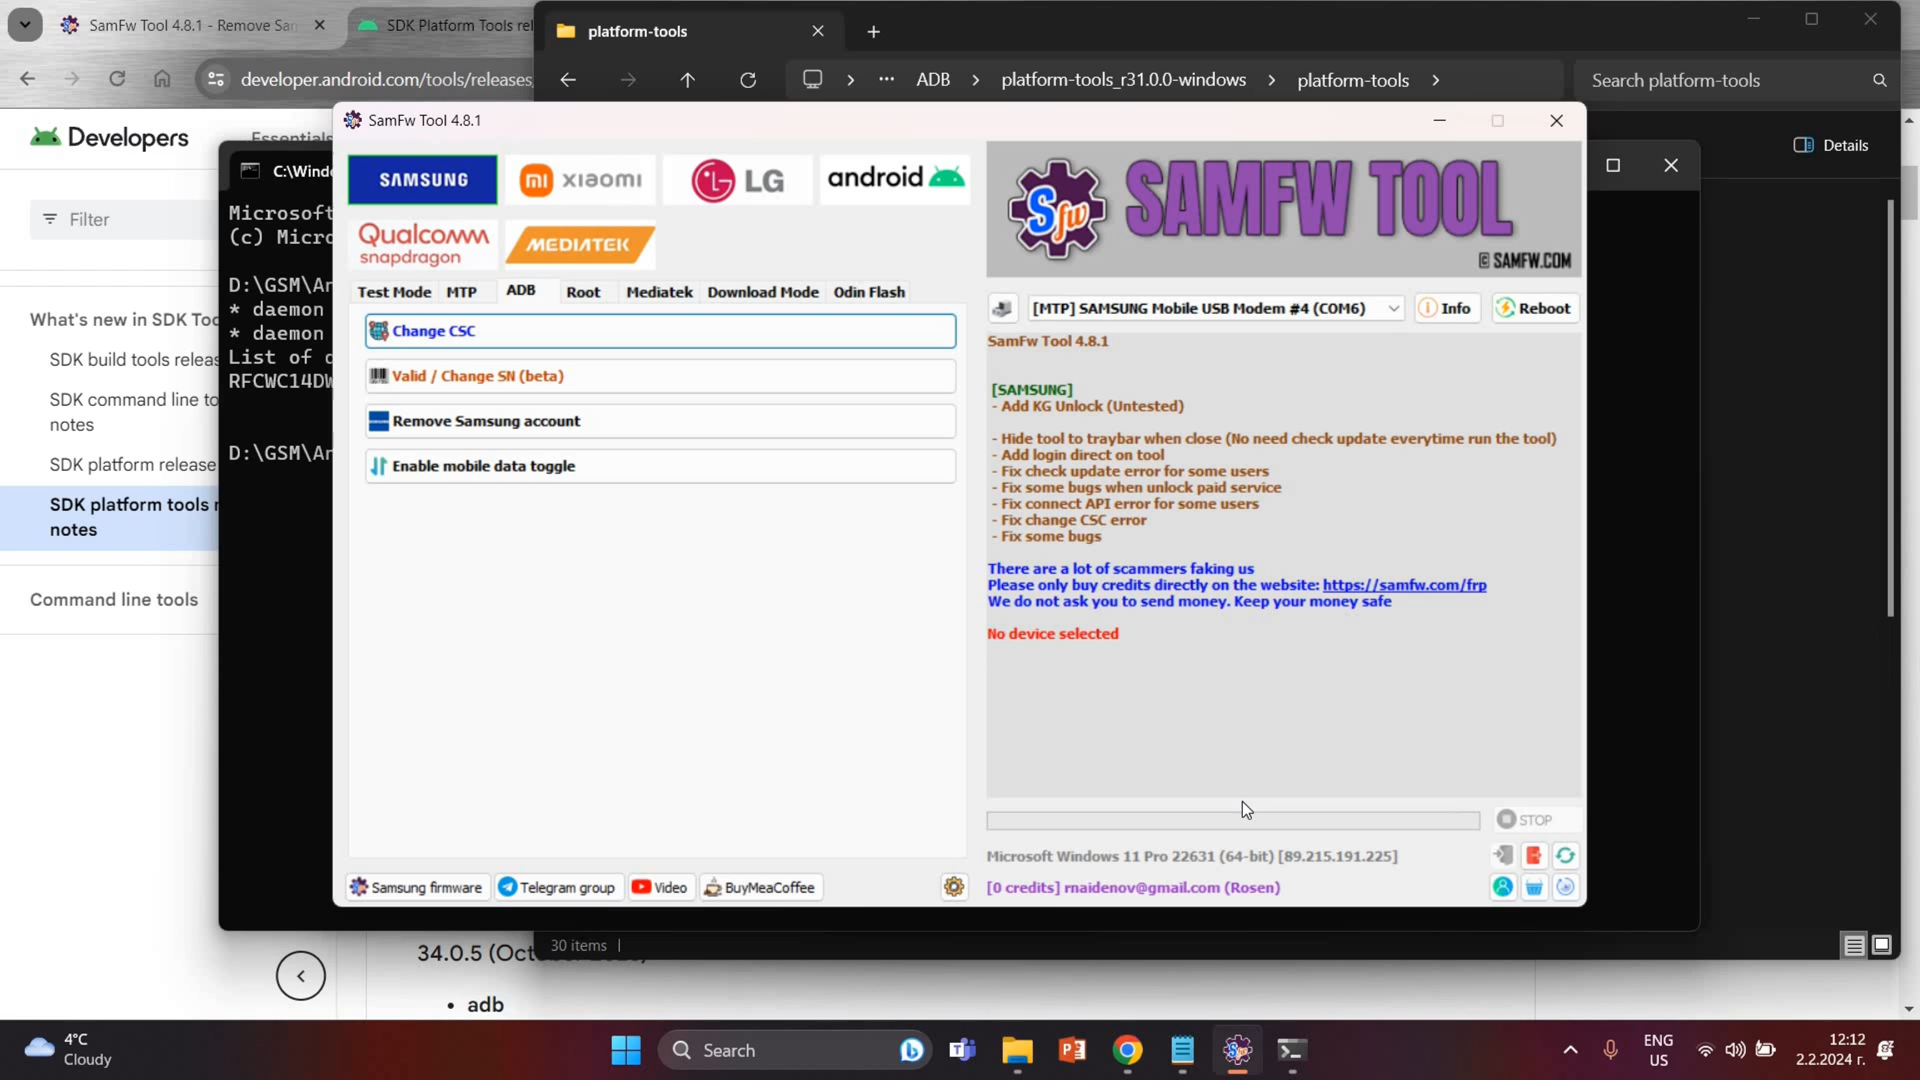 SamFw Tool 4.8.1 - Remove Sa
SDK Platform Tools rel
platform-tools
developer.android.com/tools/releases,
ADB
platform-tools_r31.0.0-windows
platform-tools
Search platform-tools
Developers
Essentials
Details
Filter
What's new in SDK Too
SDK build tools releas
SDK command line to
notes
SDK platform release
SDK platform tools r
notes
Command line tools
C:\Windo
Microsoft
(c) Micro
D:\GSM\An
* daemon
* daemon
List of d
RFCWC14DW
D:\GSM\An
SamFw Tool 4.8.1
SAMSUNG
xiaomi
LG
android
Qualcomm
snapdragon
MEDIATEK
Test Mode
MTP
ADB
Root
Mediatek
Download Mode
Odin Flash
Change CSC
Valid / Change SN (beta)
Remove Samsung account
Enable mobile data toggle
Samsung firmware
Telegram group
Video
BuyMeaCoffee
Sfw
SAMFW TOOL
© SAMFW.COM
[MTP] SAMSUNG Mobile USB Modem #4 (COM6)
Info
Reboot
SamFw Tool 4.8.1
[SAMSUNG]
- Add KG Unlock (Untested)
- Hide tool to traybar when close (No need check update everytime run the tool)
- Add login direct on tool
- Fix check update error for some users
- Fix some bugs when unlock paid service
- Fix connect API error for some users
- Fix change CSC error
- Fix some bugs
There are a lot of scammers faking us
Please only buy credits directly on the website: https://samfw.com/frp
We do not ask you to send money. Keep your money safe
No device selected
STOP
Microsoft Windows 11 Pro 22631 (64-bit) [89.215.191.225]
[0 credits] rnaidenov@gmail.com (Rosen)
30 items
34.0.5 (Oct
• adb
4°C
Cloudy
Search
ENG
US
12:12
2.2.2024 г.